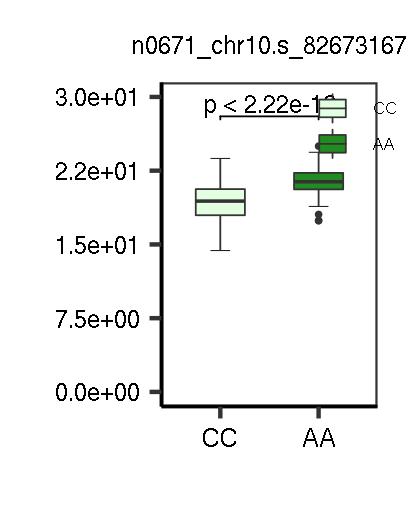 n0671_chr10.s_82673167
3.0e+01
p < 2.22e-16
CC
AA
2.2e+01
1.5e+01
7.5e+00
0.0e+00
CC AA